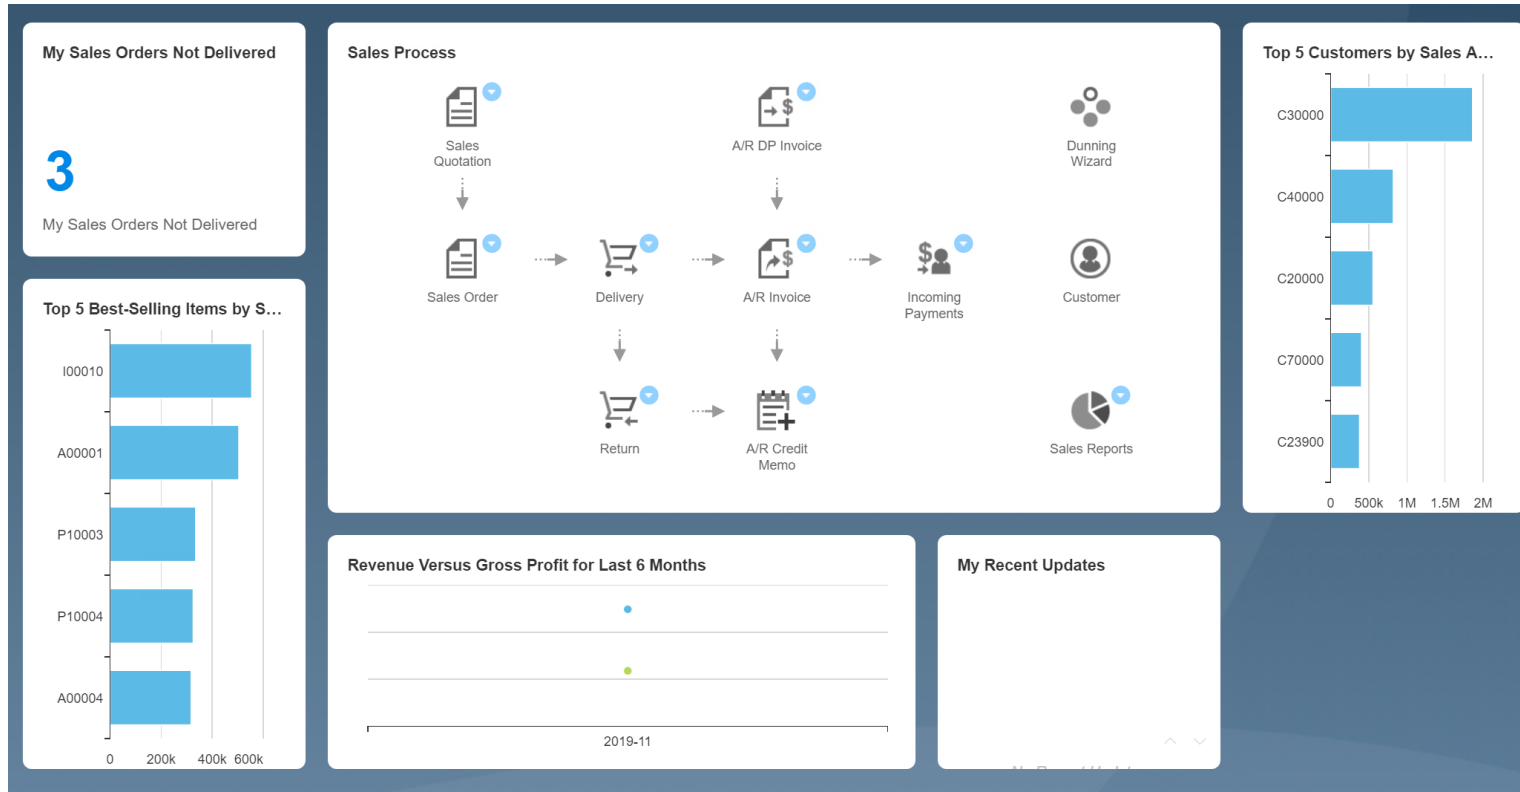 My Sales Orders Not Delivered
3
My Sales Orders Not Delivered
Top 5 Best-Selling Items by S...
I00010
A00001
P10003
P10004
A00004
0 200k 400k 600k
Sales Process
Sales
Quotation
A/R DP Invoice
Dunning
Wizard
Sales Order
Delivery
A/R Invoice
Incoming
Payments
Customer
Return
A/R Credit
Memo
Sales Reports
Revenue Versus Gross Profit for Last 6 Months
2019-11
My Recent Updates
Top 5 Customers by Sales A...
C30000
C40000
C20000
C70000
C23900
0 500k 1M 1.5M 2M